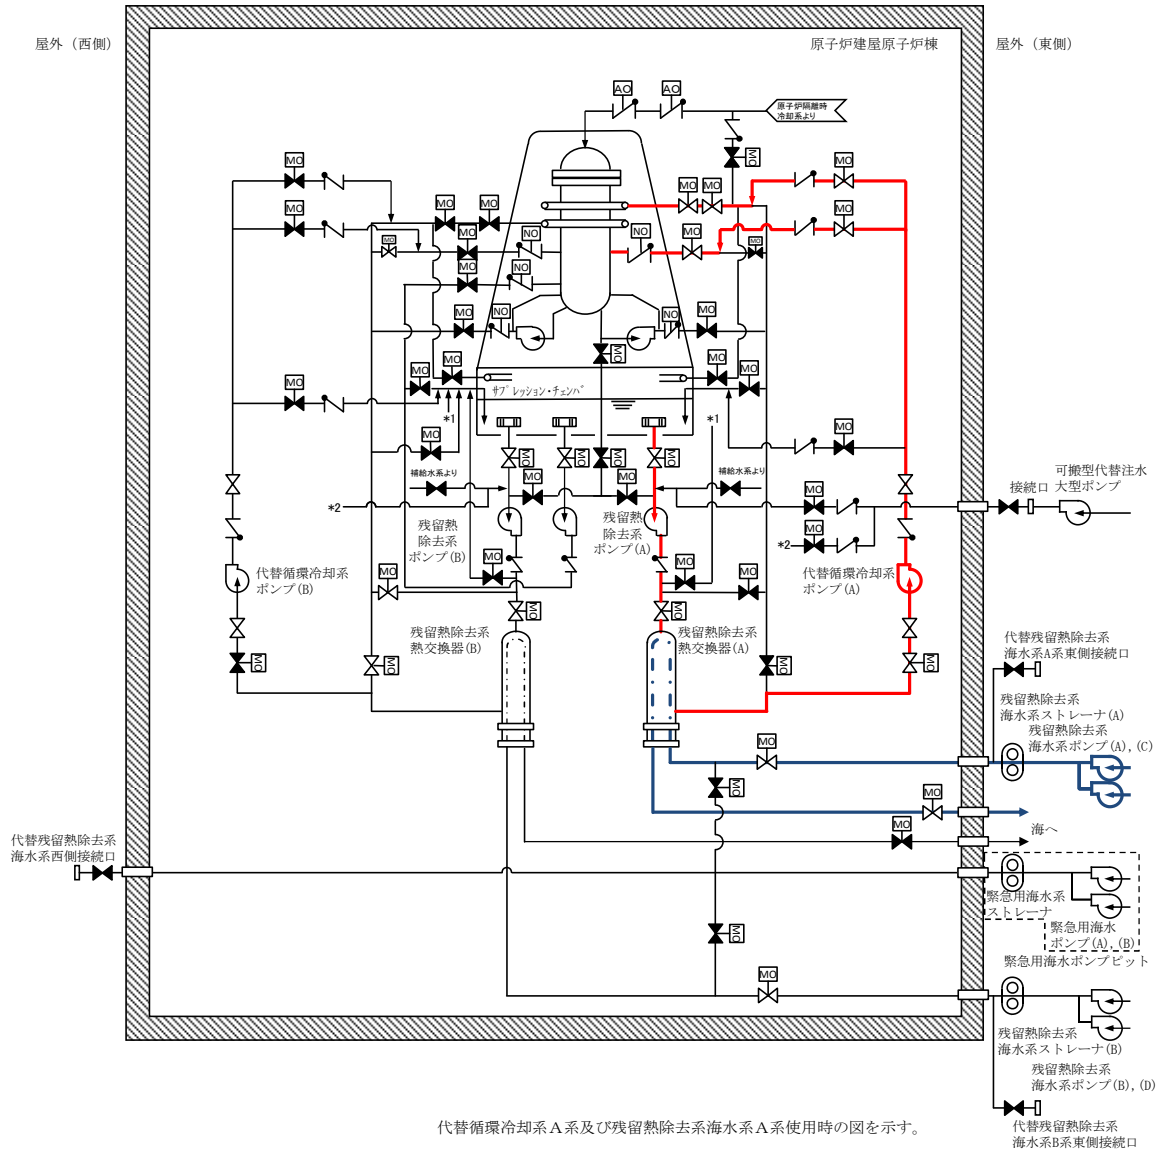 屋外（西側）
原子炉建屋原子炉棟
屋外（東側）
AO
AO
原子炉隔離時
冷却系より
MO
MO
MO
MO
MO
MO
MO
MO
MO
MO
MO
MO
NO
NO
MO
MO
MO
MO
NO
NO
NO
MO
MO
MO
MO
MO
MO
MO
MO
サプレッション・チェンバ
*1
*1
MO
MO
MO
MO
MO
MO
MO
MO
MO
補給水系より
補給水系より
*2
*2
MO
MO
接続口
可搬型代替注水
大型ポンプ
残留熱
除去系
ポンプ(B)
残留熱
除去系
ポンプ(A)
代替循環冷却系
ポンプ(B)
代替循環冷却系
ポンプ(A)
MO
MO
MO
MO
MO
MO
残留熱除去系
熱交換器(B)
残留熱除去系
熱交換器(A)
MO
MO
MO
MO
代替残留熱除去系
海水系A系東側接続口
残留熱除去系
海水系ストレーナ(A)
残留熱除去系
海水系ポンプ(A),(C)
MO
MO
MO
MO
海へ
代替残留熱除去系
海水系西側接続口
緊急用海水系
ストレーナ
緊急用海水
ポンプ(A),(B)
緊急用海水ポンプピット
MO
MO
残留熱除去系
海水系ストレーナ(B)
残留熱除去系
海水系ポンプ(B),(D)
代替残留熱除去系
海水系B系東側接続口
代替循環冷却系Ａ系及び残留熱除去系海水系Ａ系使用時の図を示す。